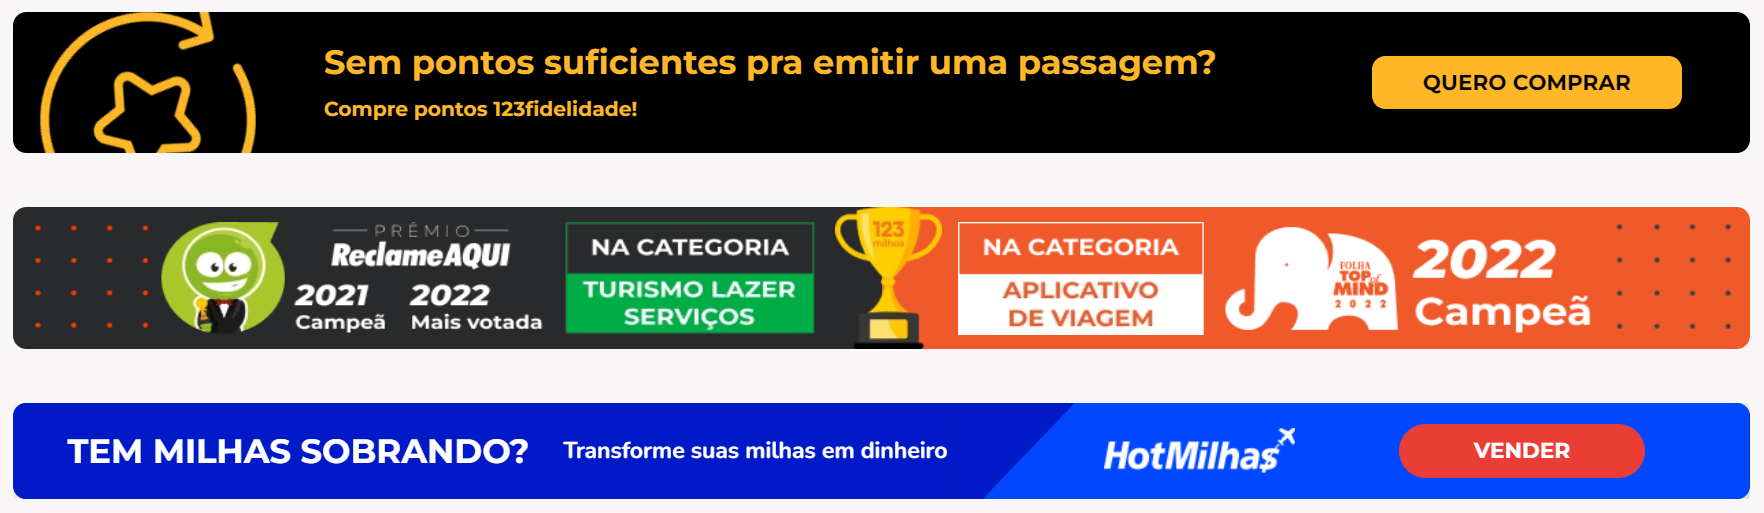 Sem pontos suficientes pra emitir uma passagem?
Compre pontos 123fidelidade!
QUERO COMPRAR
PRÊMIO
ReclameAQUI
2021 2022
Campeã Mais votada
NA CATEGORIA
TURISMO LAZER
SERVIÇOS
123
milhas
NA CATEGORIA
APLICATIVO
DE VIAGEM
FOLHA
TOP of
MIND
2022
2022
Campeã
TEM MILHAS SOBRANDO?
Transforme suas milhas em dinheiro
HotMilhas
VENDER